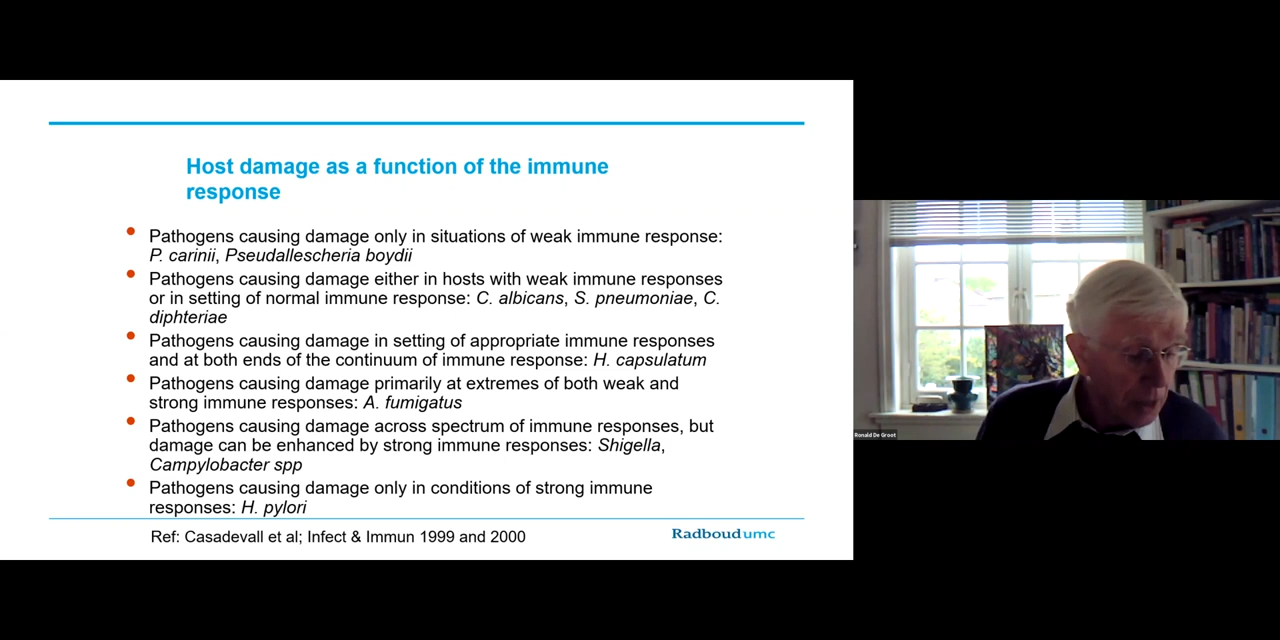 Host damage as a function of the immune
response
Pathogens causing damage only in situations of weak immune response:
P. carinii, Pseudallescheria boydii
Pathogens causing damage either in hosts with weak immune responses
or in setting of normal immune response: C. albicans, S. pneumoniae, C.
diphteriae
Pathogens causing damage in setting of appropriate immune responses
and at both ends of the continuum of immune response: H. capsulatum
Pathogens causing damage primarily at extremes of both weak and
strong immune responses: A. fumigatus
Pathogens causing damage across spectrum of immune responses, but
damage can be enhanced by strong immune responses: Shigella,
Campylobacter spp
Pathogens causing damage only in conditions of strong immune
responses: H. pylori
Ref: Casadevall et al; Infect & Immun 1999 and 2000
Radboudumc
Ronald De Groot